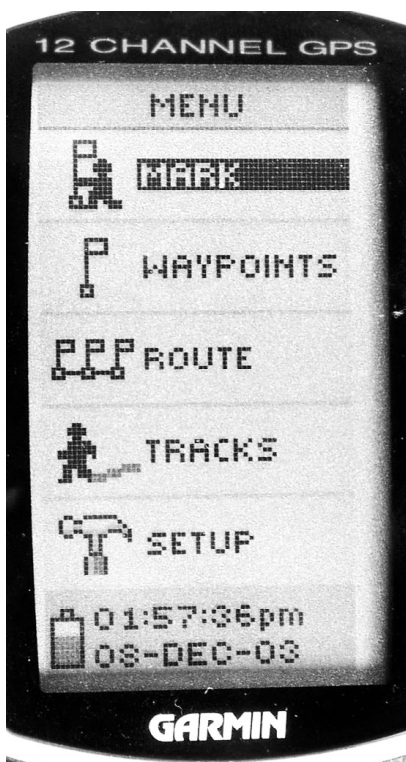 12 CHANNEL GPS
MENU
MARK
WAYPOINTS
ROUTE
TRACKS
SETUP
01:57:36pm
08-DEC-03
GARMIN